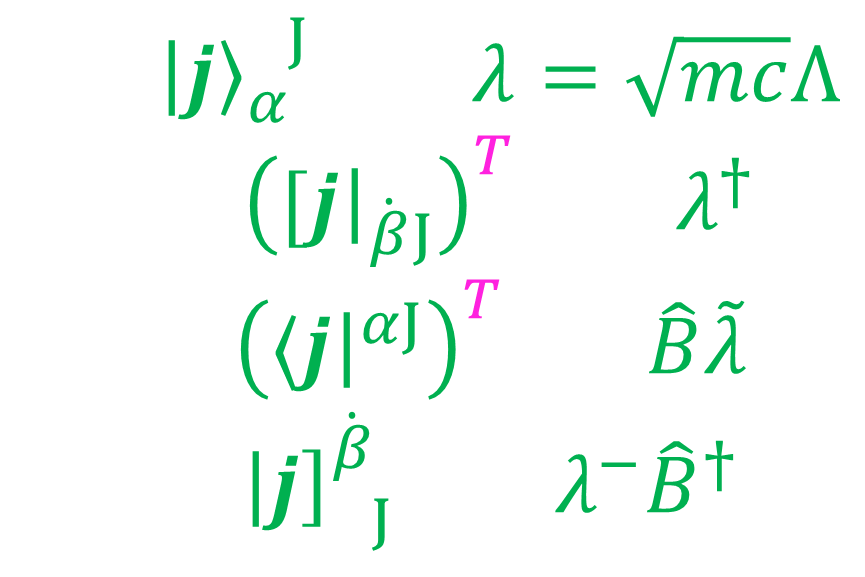 |𝒋⟩_α^J λ = √(mc)Λ
([𝒋|_β̇J)^T λ†
(⟨𝒋|^αJ)^T B̂λ̃
|𝒋]^β̇_J λ⁻B̂†